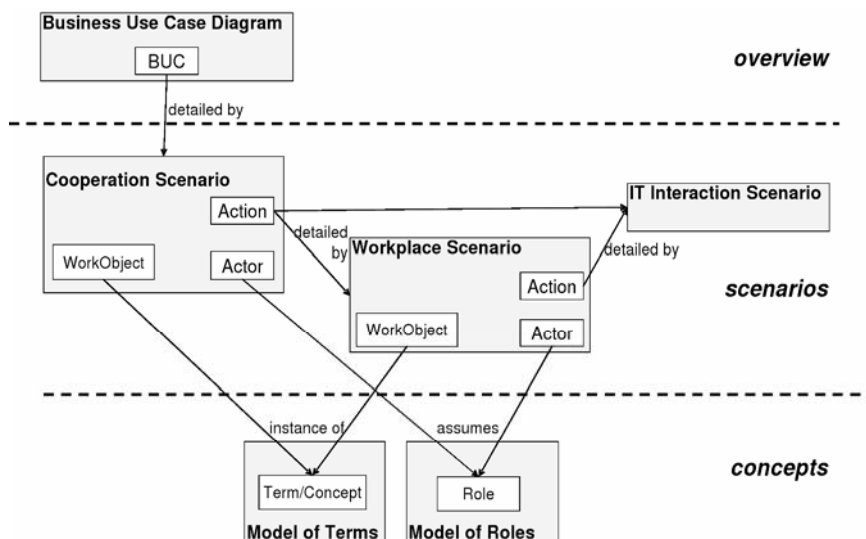 Business Use Case Diagram
BUC
overview
detailed by
Cooperation Scenario
Action
IT Interaction Scenario
detailed
by
Workplace Scenario
detailed by
WorkObject
Actor
Action
scenarios
WorkObject
Actor
instance of
assumes
concepts
Term/Concept
Role
Model of Terms
Model of Roles